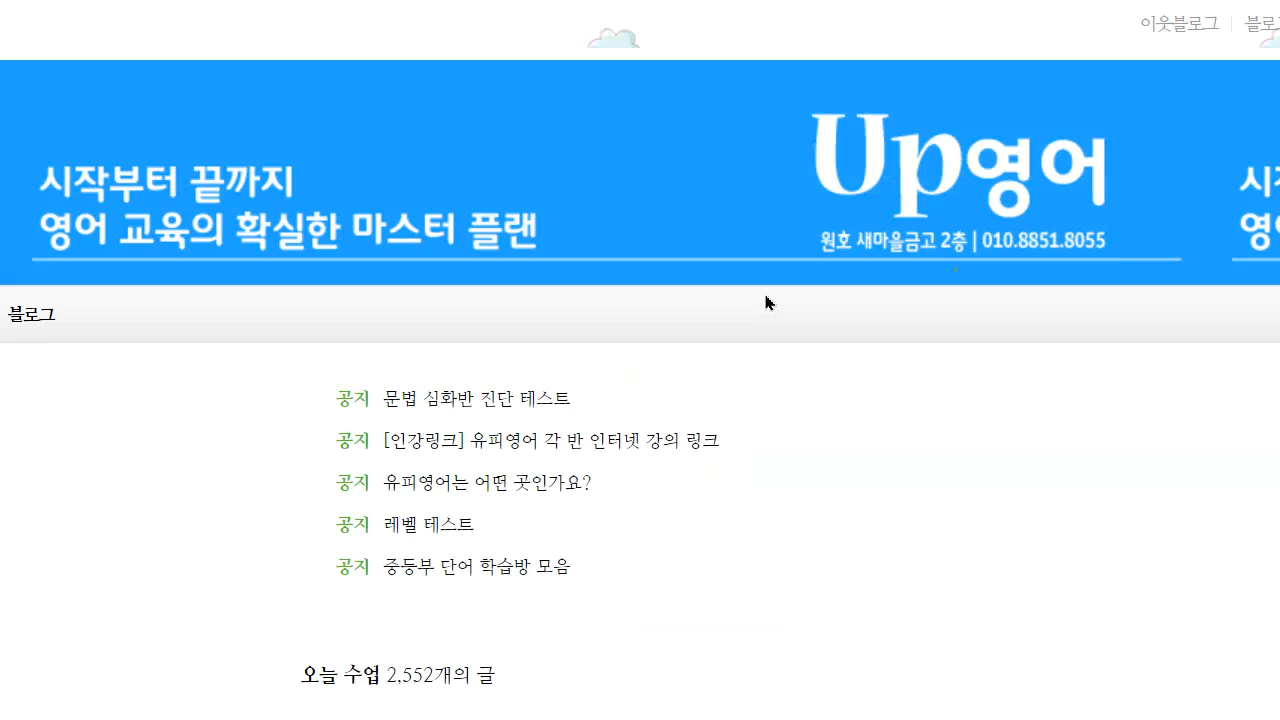 이웃블로그
Up영어
시작부터 끝까지
영어 교육의 확실한 마스터 플랜
원호 새마을금고 2층 | 010.8851.8055
블로그
공지 문법 심화반 진단 테스트
공지 [인강링크] 유피영어 각 반 인터넷 강의 링크
공지 유피영어는 어떤 곳인가요?
공지 레벨 테스트
공지 중등부 단어 학습방 모음
오늘 수업 2,552개의 글